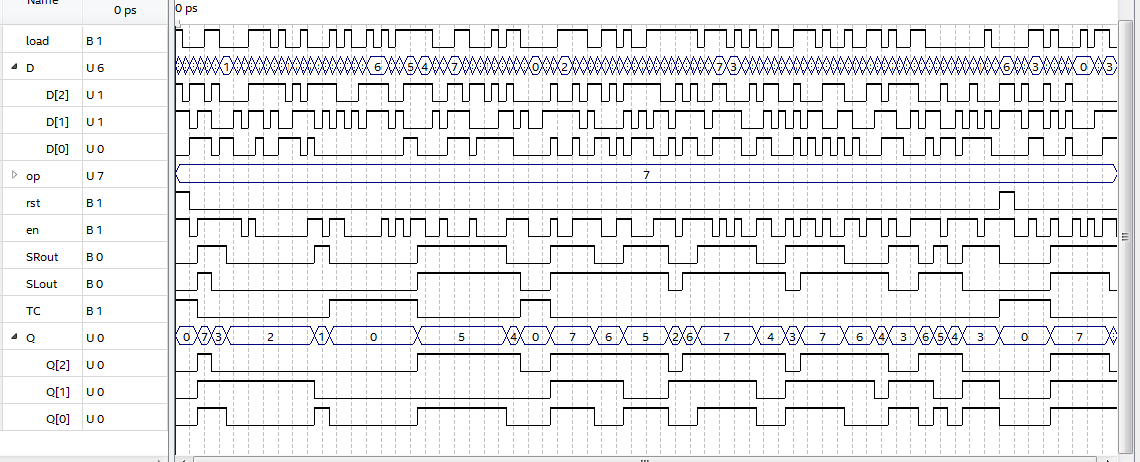 Name 0 ps 0 ps
load B 1
D U 6 1 6 5 4 7 0 2 7 3 6 3 0 3
D[2] U 1
D[1] U 1
D[0] U 0
op U 7 7
rst B 1
en B 1
SRout B 0
SLout B 0
TC B 1
Q U 0 0 7 3 2 1 0 5 4 0 7 6 5 2 6 7 4 3 7 6 4 3 6 5 4 3 0 7
Q[2] U 0
Q[1] U 0
Q[0] U 0